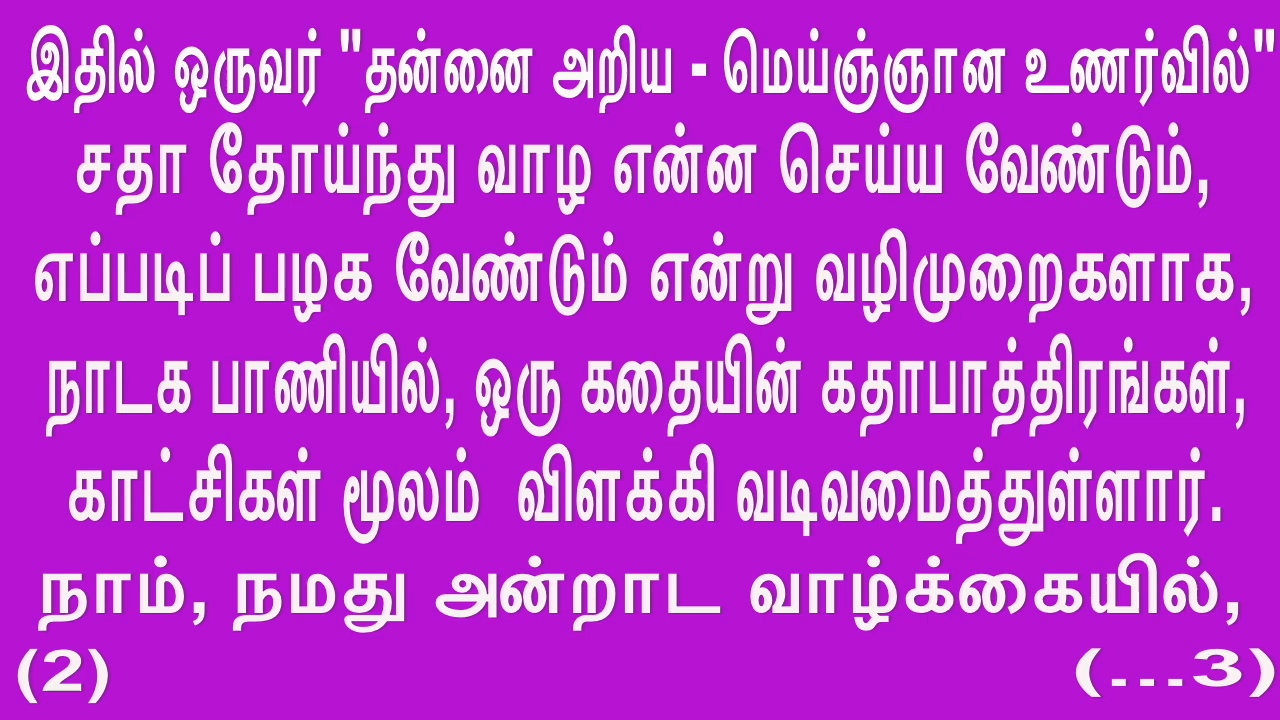 இதில் ஒருவர் "தன்னை அறிய - மெய்ஞ்ஞான உணர்வில்"
சதா தோய்ந்து வாழ என்ன செய்ய வேண்டும்,
எப்படிப் பழக வேண்டும் என்று வழிமுறைகளாக,
நாடக பாணியில், ஒரு கதையின் கதாபாத்திரங்கள்,
காட்சிகள் மூலம் விளக்கி வடிவமைத்துள்ளார்.
நாம், நமது அன்றாட வாழ்க்கையில்,
(2) (...3)